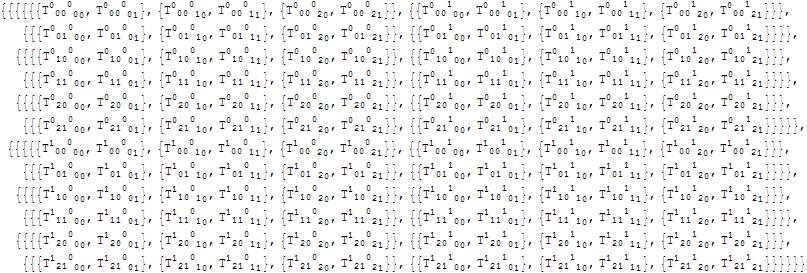 {{{{{{T⁰₀₀⁰₀₀, T⁰₀₀⁰₀₁}, {T⁰₀₀⁰₁₀, T⁰₀₀⁰₁₁}, {T⁰₀₀⁰₂₀, T⁰₀₀⁰₂₁}}, {{T⁰₀₀¹₀₀, T⁰₀₀¹₀₁}, {T⁰₀₀¹₁₀, T⁰₀₀¹₁₁}, {T⁰₀₀¹₂₀, T⁰₀₀¹₂₁}}},
{{{T⁰₀₁⁰₀₀, T⁰₀₁⁰₀₁}, {T⁰₀₁⁰₁₀, T⁰₀₁⁰₁₁}, {T⁰₀₁⁰₂₀, T⁰₀₁⁰₂₁}}, {{T⁰₀₁¹₀₀, T⁰₀₁¹₀₁}, {T⁰₀₁¹₁₀, T⁰₀₁¹₁₁}, {T⁰₀₁¹₂₀, T⁰₀₁¹₂₁}}}},
{{{{T⁰₁₀⁰₀₀, T⁰₁₀⁰₀₁}, {T⁰₁₀⁰₁₀, T⁰₁₀⁰₁₁}, {T⁰₁₀⁰₂₀, T⁰₁₀⁰₂₁}}, {{T⁰₁₀¹₀₀, T⁰₁₀¹₀₁}, {T⁰₁₀¹₁₀, T⁰₁₀¹₁₁}, {T⁰₁₀¹₂₀, T⁰₁₀¹₂₁}}},
{{{T⁰₁₁⁰₀₀, T⁰₁₁⁰₀₁}, {T⁰₁₁⁰₁₀, T⁰₁₁⁰₁₁}, {T⁰₁₁⁰₂₀, T⁰₁₁⁰₂₁}}, {{T⁰₁₁¹₀₀, T⁰₁₁¹₀₁}, {T⁰₁₁¹₁₀, T⁰₁₁¹₁₁}, {T⁰₁₁¹₂₀, T⁰₁₁¹₂₁}}}},
{{{{T⁰₂₀⁰₀₀, T⁰₂₀⁰₀₁}, {T⁰₂₀⁰₁₀, T⁰₂₀⁰₁₁}, {T⁰₂₀⁰₂₀, T⁰₂₀⁰₂₁}}, {{T⁰₂₀¹₀₀, T⁰₂₀¹₀₁}, {T⁰₂₀¹₁₀, T⁰₂₀¹₁₁}, {T⁰₂₀¹₂₀, T⁰₂₀¹₂₁}}},
{{{T⁰₂₁⁰₀₀, T⁰₂₁⁰₀₁}, {T⁰₂₁⁰₁₀, T⁰₂₁⁰₁₁}, {T⁰₂₁⁰₂₀, T⁰₂₁⁰₂₁}}, {{T⁰₂₁¹₀₀, T⁰₂₁¹₀₁}, {T⁰₂₁¹₁₀, T⁰₂₁¹₁₁}, {T⁰₂₁¹₂₀, T⁰₂₁¹₂₁}}}}},
{{{{{T¹₀₀⁰₀₀, T¹₀₀⁰₀₁}, {T¹₀₀⁰₁₀, T¹₀₀⁰₁₁}, {T¹₀₀⁰₂₀, T¹₀₀⁰₂₁}}, {{T¹₀₀¹₀₀, T¹₀₀¹₀₁}, {T¹₀₀¹₁₀, T¹₀₀¹₁₁}, {T¹₀₀¹₂₀, T¹₀₀¹₂₁}}},
{{{T¹₀₁⁰₀₀, T¹₀₁⁰₀₁}, {T¹₀₁⁰₁₀, T¹₀₁⁰₁₁}, {T¹₀₁⁰₂₀, T¹₀₁⁰₂₁}}, {{T¹₀₁¹₀₀, T¹₀₁¹₀₁}, {T¹₀₁¹₁₀, T¹₀₁¹₁₁}, {T¹₀₁¹₂₀, T¹₀₁¹₂₁}}}},
{{{{T¹₁₀⁰₀₀, T¹₁₀⁰₀₁}, {T¹₁₀⁰₁₀, T¹₁₀⁰₁₁}, {T¹₁₀⁰₂₀, T¹₁₀⁰₂₁}}, {{T¹₁₀¹₀₀, T¹₁₀¹₀₁}, {T¹₁₀¹₁₀, T¹₁₀¹₁₁}, {T¹₁₀¹₂₀, T¹₁₀¹₂₁}}},
{{{T¹₁₁⁰₀₀, T¹₁₁⁰₀₁}, {T¹₁₁⁰₁₀, T¹₁₁⁰₁₁}, {T¹₁₁⁰₂₀, T¹₁₁⁰₂₁}}, {{T¹₁₁¹₀₀, T¹₁₁¹₀₁}, {T¹₁₁¹₁₀, T¹₁₁¹₁₁}, {T¹₁₁¹₂₀, T¹₁₁¹₂₁}}}},
{{{{T¹₂₀⁰₀₀, T¹₂₀⁰₀₁}, {T¹₂₀⁰₁₀, T¹₂₀⁰₁₁}, {T¹₂₀⁰₂₀, T¹₂₀⁰₂₁}}, {{T¹₂₀¹₀₀, T¹₂₀¹₀₁}, {T¹₂₀¹₁₀, T¹₂₀¹₁₁}, {T¹₂₀¹₂₀, T¹₂₀¹₂₁}}},
{{{T¹₂₁⁰₀₀, T¹₂₁⁰₀₁}, {T¹₂₁⁰₁₀, T¹₂₁⁰₁₁}, {T¹₂₁⁰₂₀, T¹₂₁⁰₂₁}}, {{T¹₂₁¹₀₀, T¹₂₁¹₀₁}, {T¹₂₁¹₁₀, T¹₂₁¹₁₁}, {T¹₂₁¹₂₀, T¹₂₁¹₂₁}}}}}}